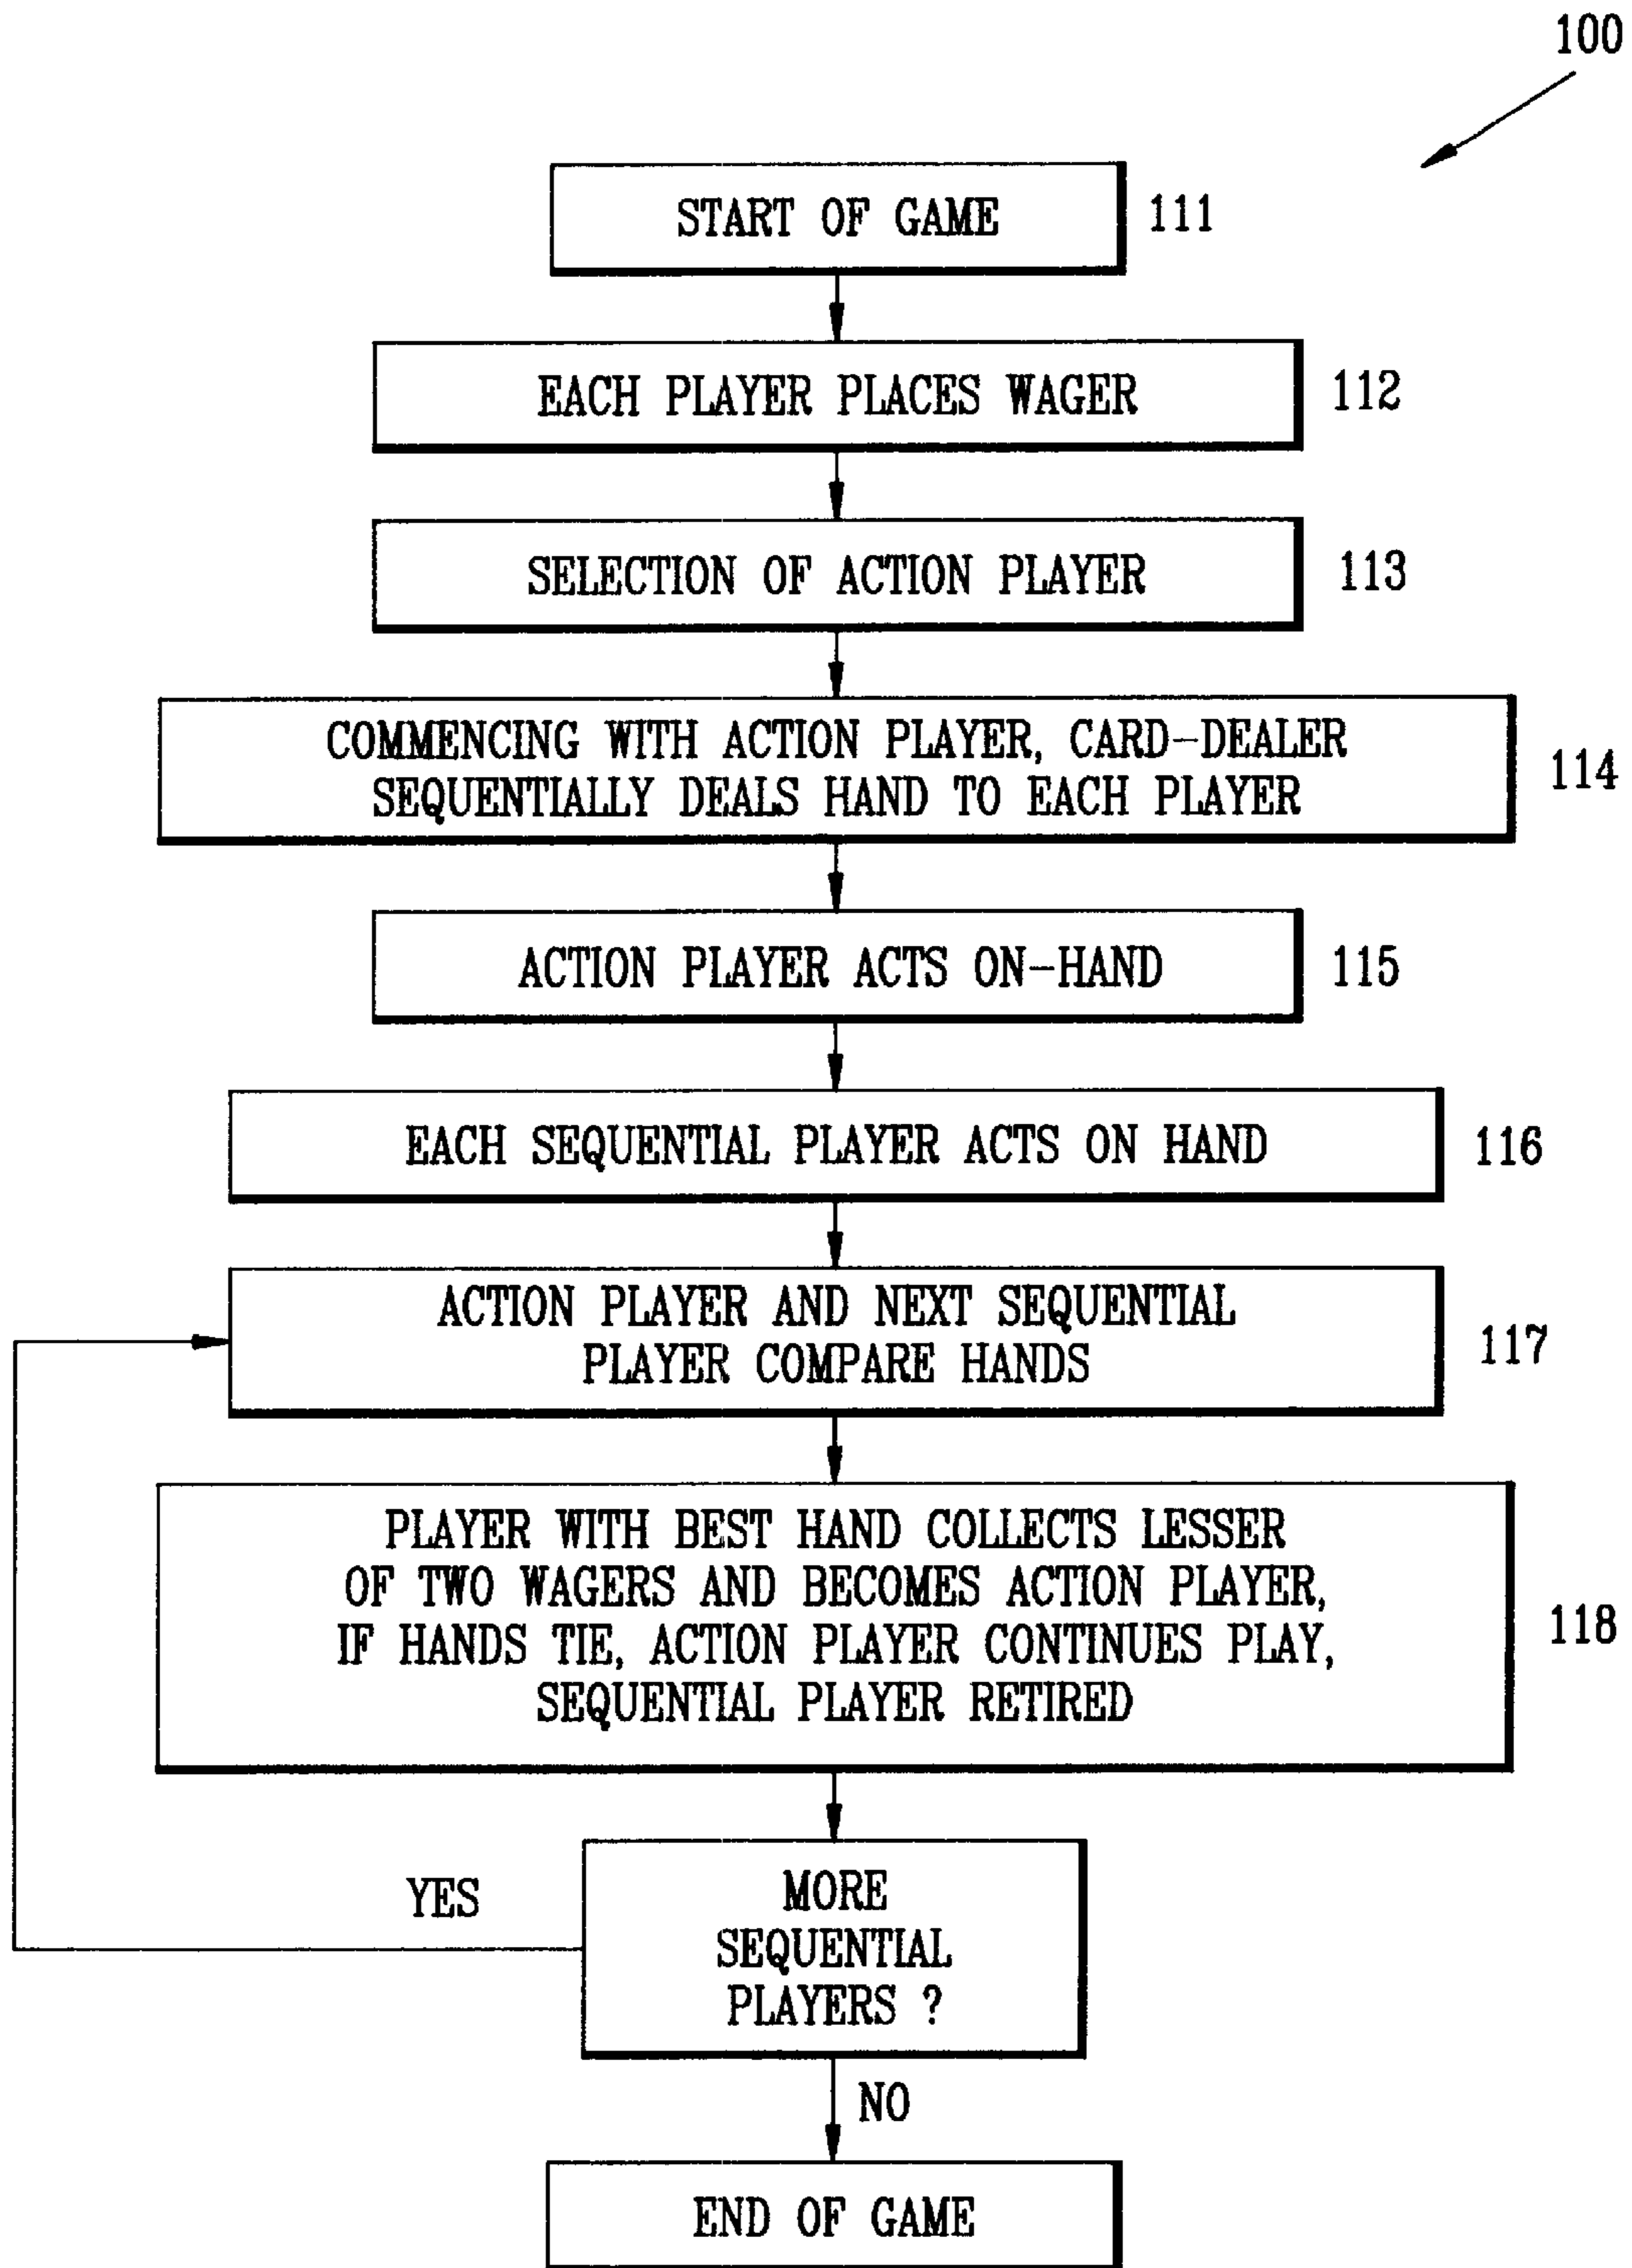 100
START OF GAME 111
EACH PLAYER PLACES WAGER 112
SELECTION OF ACTION PLAYER 113
COMMENCING WITH ACTION PLAYER, CARD-DEALER
SEQUENTIALLY DEALS HAND TO EACH PLAYER
114
ACTION PLAYER ACTS ON-HAND 115
EACH SEQUENTIAL PLAYER ACTS ON HAND 116
ACTION PLAYER AND NEXT SEQUENTIAL
PLAYER COMPARE HANDS
117
PLAYER WITH BEST HAND COLLECTS LESSER
OF TWO WAGERS AND BECOMES ACTION PLAYER,
IF HANDS TIE, ACTION PLAYER CONTINUES PLAY,
SEQUENTIAL PLAYER RETIRED
118
YES
MORE
SEQUENTIAL
PLAYERS ?
NO
END OF GAME